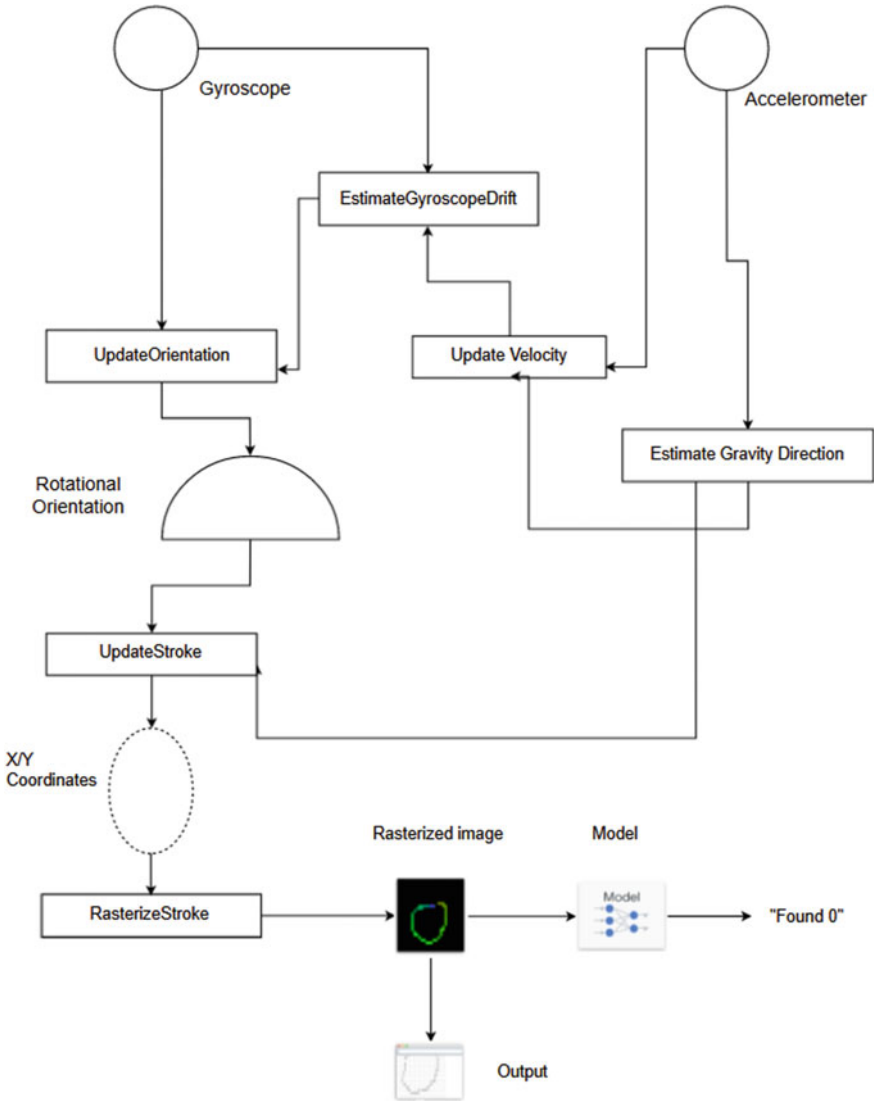 Gyroscope
Accelerometer
EstimateGyroscopeDrift
UpdateOrientation
Update Velocity
Estimate Gravity Direction
Rotational
Orientation
UpdateStroke
X/Y
Coordinates
Rasterized image
Model
Model
RasterizeStroke
"Found 0"
Output